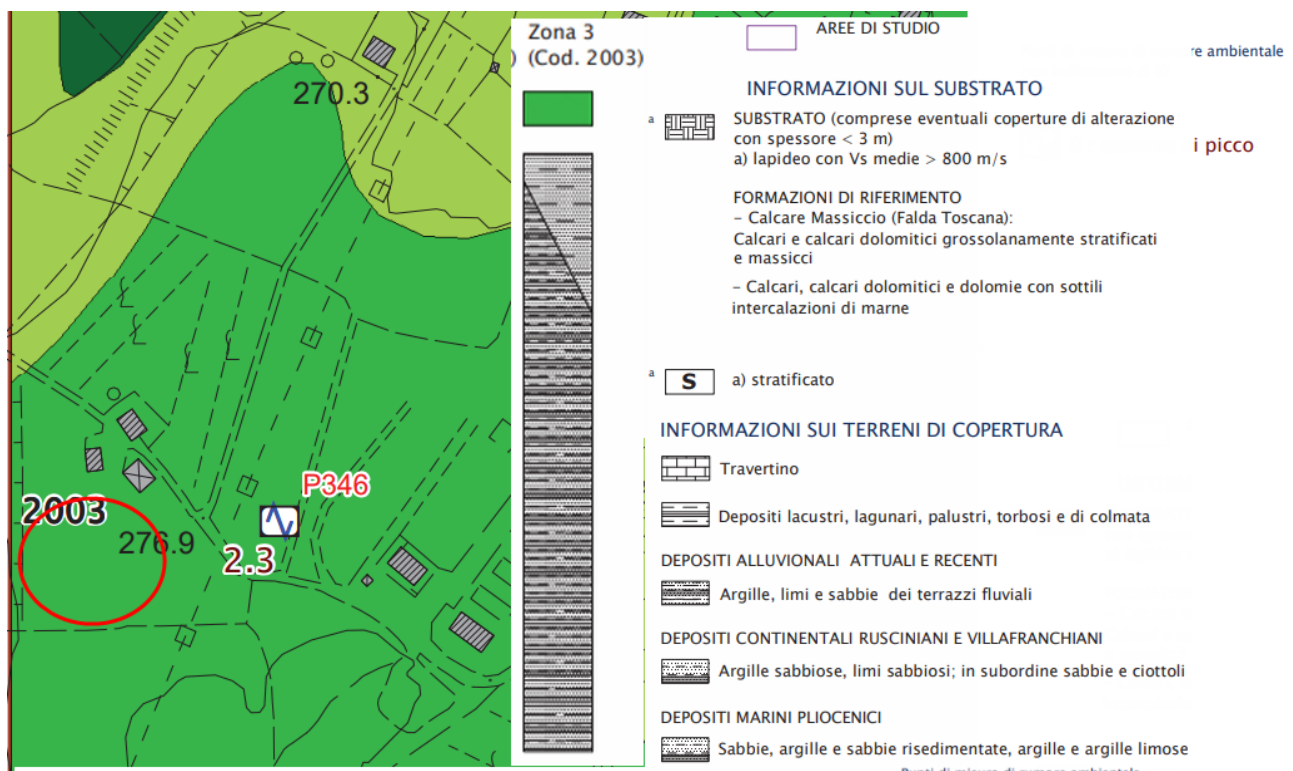 270.3
2003
276.9
P346
2.3
Zona 3
) (Cod. 2003)
AREE DI STUDIO
re ambientale
INFORMAZIONI SUL SUBSTRATO
a
SUBSTRATO (comprese eventuali coperture di alterazione
con spessore < 3 m)
a) lapideo con Vs medie > 800 m/s
i picco
FORMAZIONI DI RIFERIMENTO
– Calcare Massiccio (Falda Toscana):
Calcari e calcari dolomitici grossolanamente stratificati
e massicci
– Calcari, calcari dolomitici e dolomie con sottili
intercalazioni di marne
a
S a) stratificato
INFORMAZIONI SUI TERRENI DI COPERTURA
Travertino
Depositi lacustri, lagunari, palustri, torbosi e di colmata
DEPOSITI ALLUVIONALI ATTUALI E RECENTI
Argille, limi e sabbie dei terrazzi fluviali
DEPOSITI CONTINENTALI RUSCINIANI E VILLAFRANCHIANI
Argille sabbiose, limi sabbiosi; in subordine sabbie e ciottoli
DEPOSITI MARINI PLIOCENICI
Sabbie, argille e sabbie risedimentate, argille e argille limose